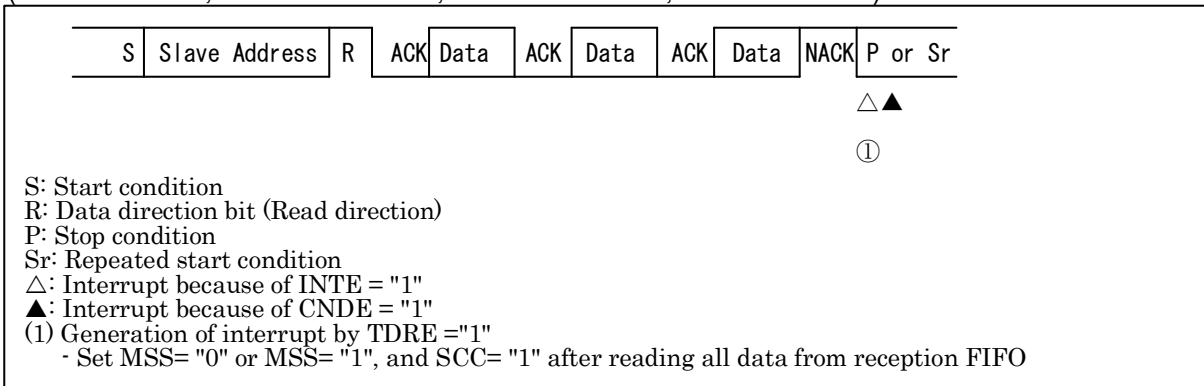 S Slave Address R ACK Data ACK Data ACK Data NACK P or Sr
△▲
①
S: Start condition
R: Data direction bit (Read direction)
P: Stop condition
Sr: Repeated start condition
△: Interrupt because of INTE = "1"
▲: Interrupt because of CNDE = "1"
(1) Generation of interrupt by TDRE ="1"
- Set MSS= "0" or MSS= "1", and SCC= "1" after reading all data from reception FIFO